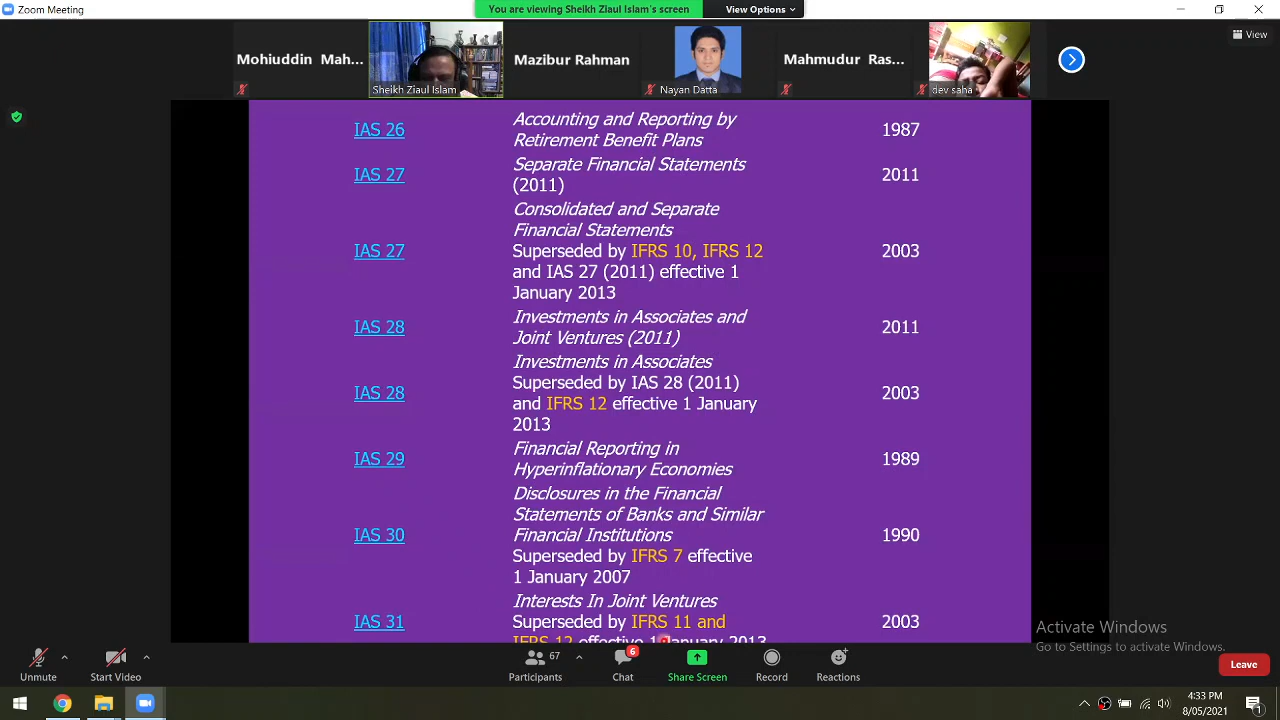 Zoom Meeting
You are viewing Sheikh Ziaul Islam's screen
View Options
View
Mohiuddin Mah...
Sheikh Ziaul Islam
Mazibur Rahman
Nayan Datta
Mahmudur Ras...
dev saha
IAS 26
Accounting and Reporting by
Retirement Benefit Plans
1987
IAS 27
Separate Financial Statements
(2011)
2011
IAS 27
Consolidated and Separate
Financial Statements
Superseded by IFRS 10, IFRS 12
and IAS 27 (2011) effective 1
January 2013
2003
IAS 28
Investments in Associates and
Joint Ventures (2011)
2011
IAS 28
Investments in Associates
Superseded by IAS 28 (2011)
and IFRS 12 effective 1 January
2013
2003
IAS 29
Financial Reporting in
Hyperinflationary Economies
1989
IAS 30
Disclosures in the Financial
Statements of Banks and Similar
Financial Institutions
Superseded by IFRS 7 effective
1 January 2007
1990
IAS 31
Interests In Joint Ventures
Superseded by IFRS 11 and
IFRS 12 effective 1 January 2013
2003
Activate Windows
Go to Settings to activate Windows.
Unmute
Start Video
67
Participants
6
Chat
Share Screen
Record
Reactions
Leave
4:33 PM
8/05/2021